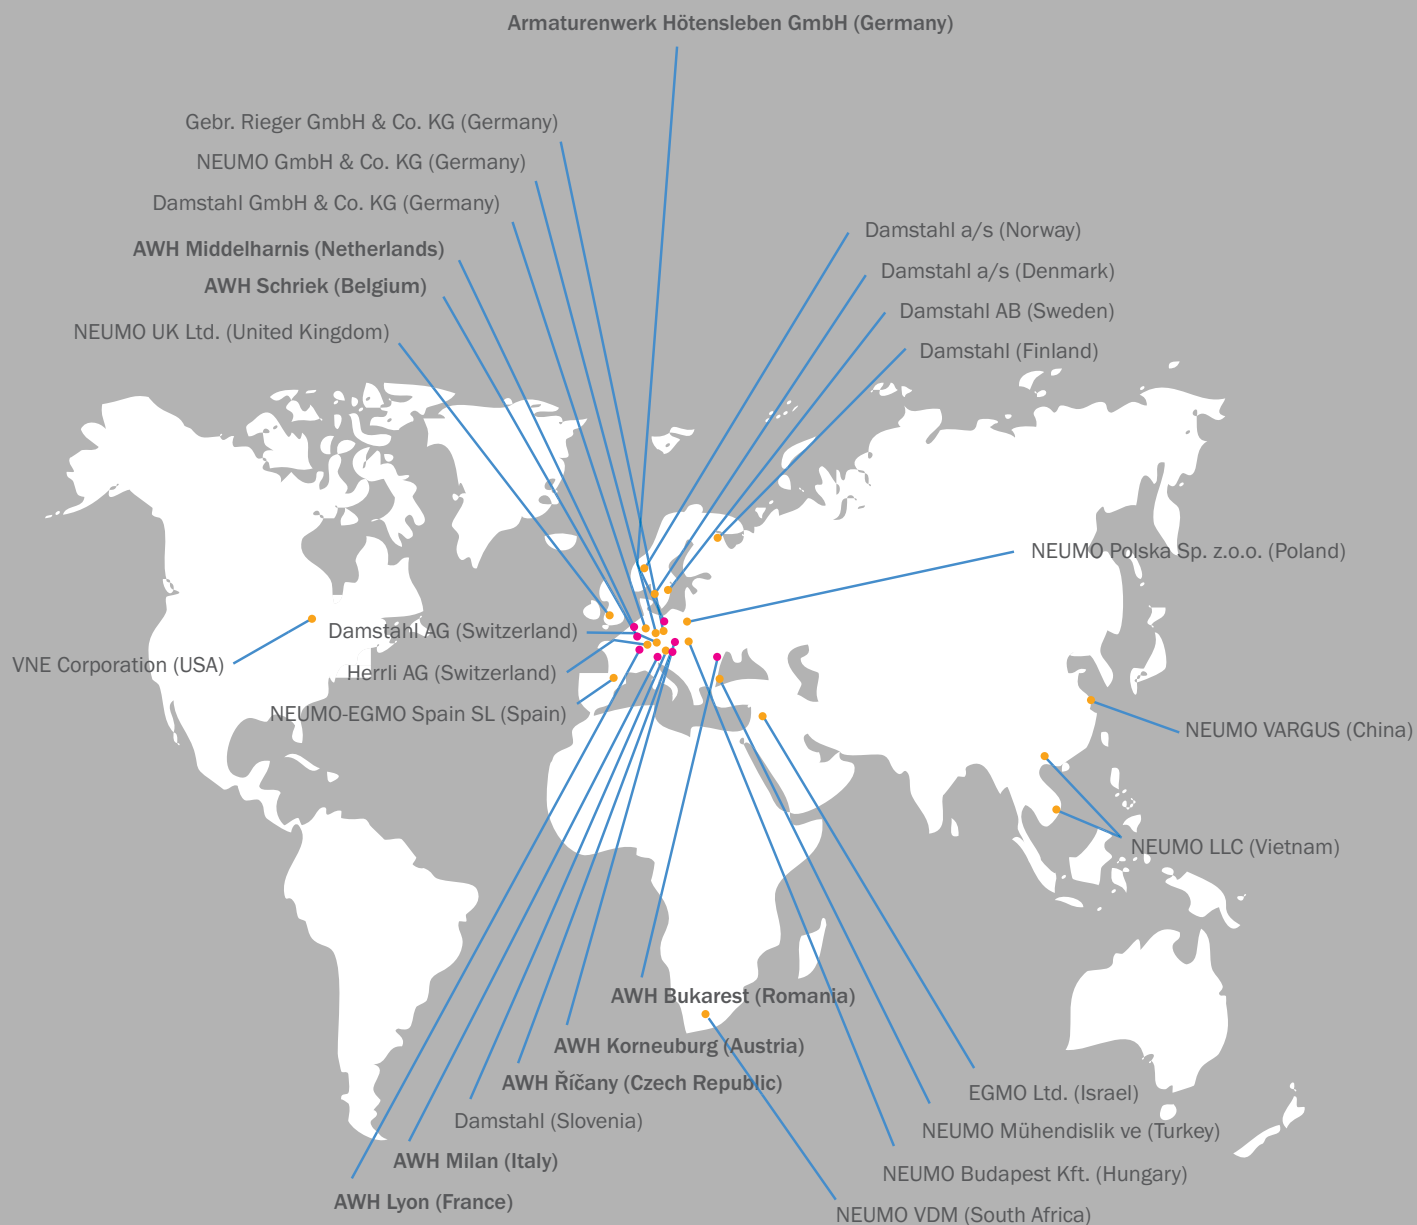 Armaturenwerk Hötensleben GmbH (Germany)
Gebr. Rieger GmbH & Co. KG (Germany)
NEUMO GmbH & Co. KG (Germany)
Damstahl GmbH & Co. KG (Germany)
AWH Middelharnis (Netherlands)
AWH Schriek (Belgium)
NEUMO UK Ltd. (United Kingdom)
Damstahl a/s (Norway)
Damstahl a/s (Denmark)
Damstahl AB (Sweden)
Damstahl (Finland)
NEUMO Polska Sp. z.o.o. (Poland)
Damstahl AG (Switzerland)
VNE Corporation (USA)
Herrli AG (Switzerland)
NEUMO-EGMO Spain SL (Spain)
NEUMO VARGUS (China)
NEUMO LLC (Vietnam)
AWH Bukarest (Romania)
AWH Korneuburg (Austria)
AWH Říčany (Czech Republic)
Damstahl (Slovenia)
AWH Milan (Italy)
AWH Lyon (France)
EGMO Ltd. (Israel)
NEUMO Mühendislik ve (Turkey)
NEUMO Budapest Kft. (Hungary)
NEUMO VDM (South Africa)